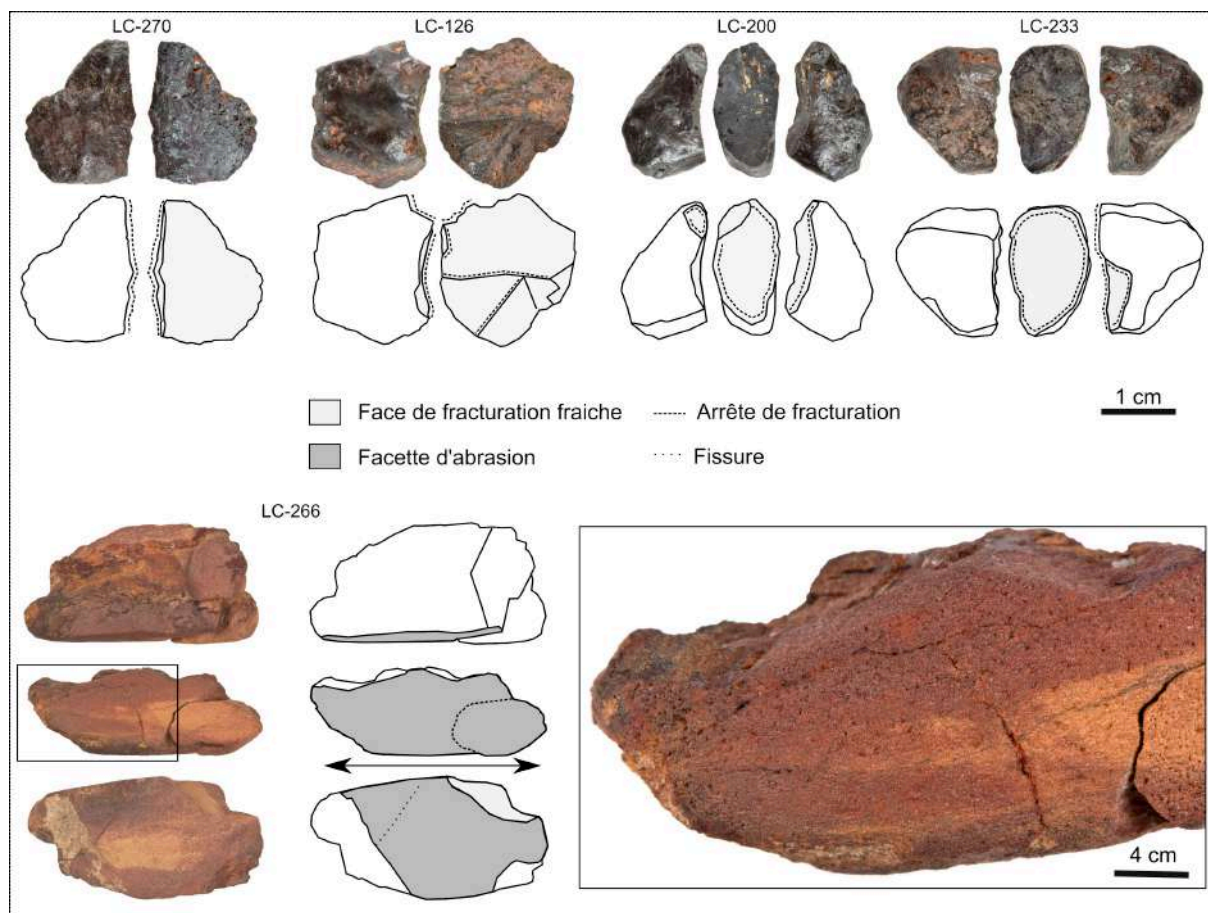 LC-270 LC-126 LC-200 LC-233
Face de fracturation fraiche
Arrête de fracturation
1 cm
Facette d'abrasion
Fissure
LC-266
4 cm